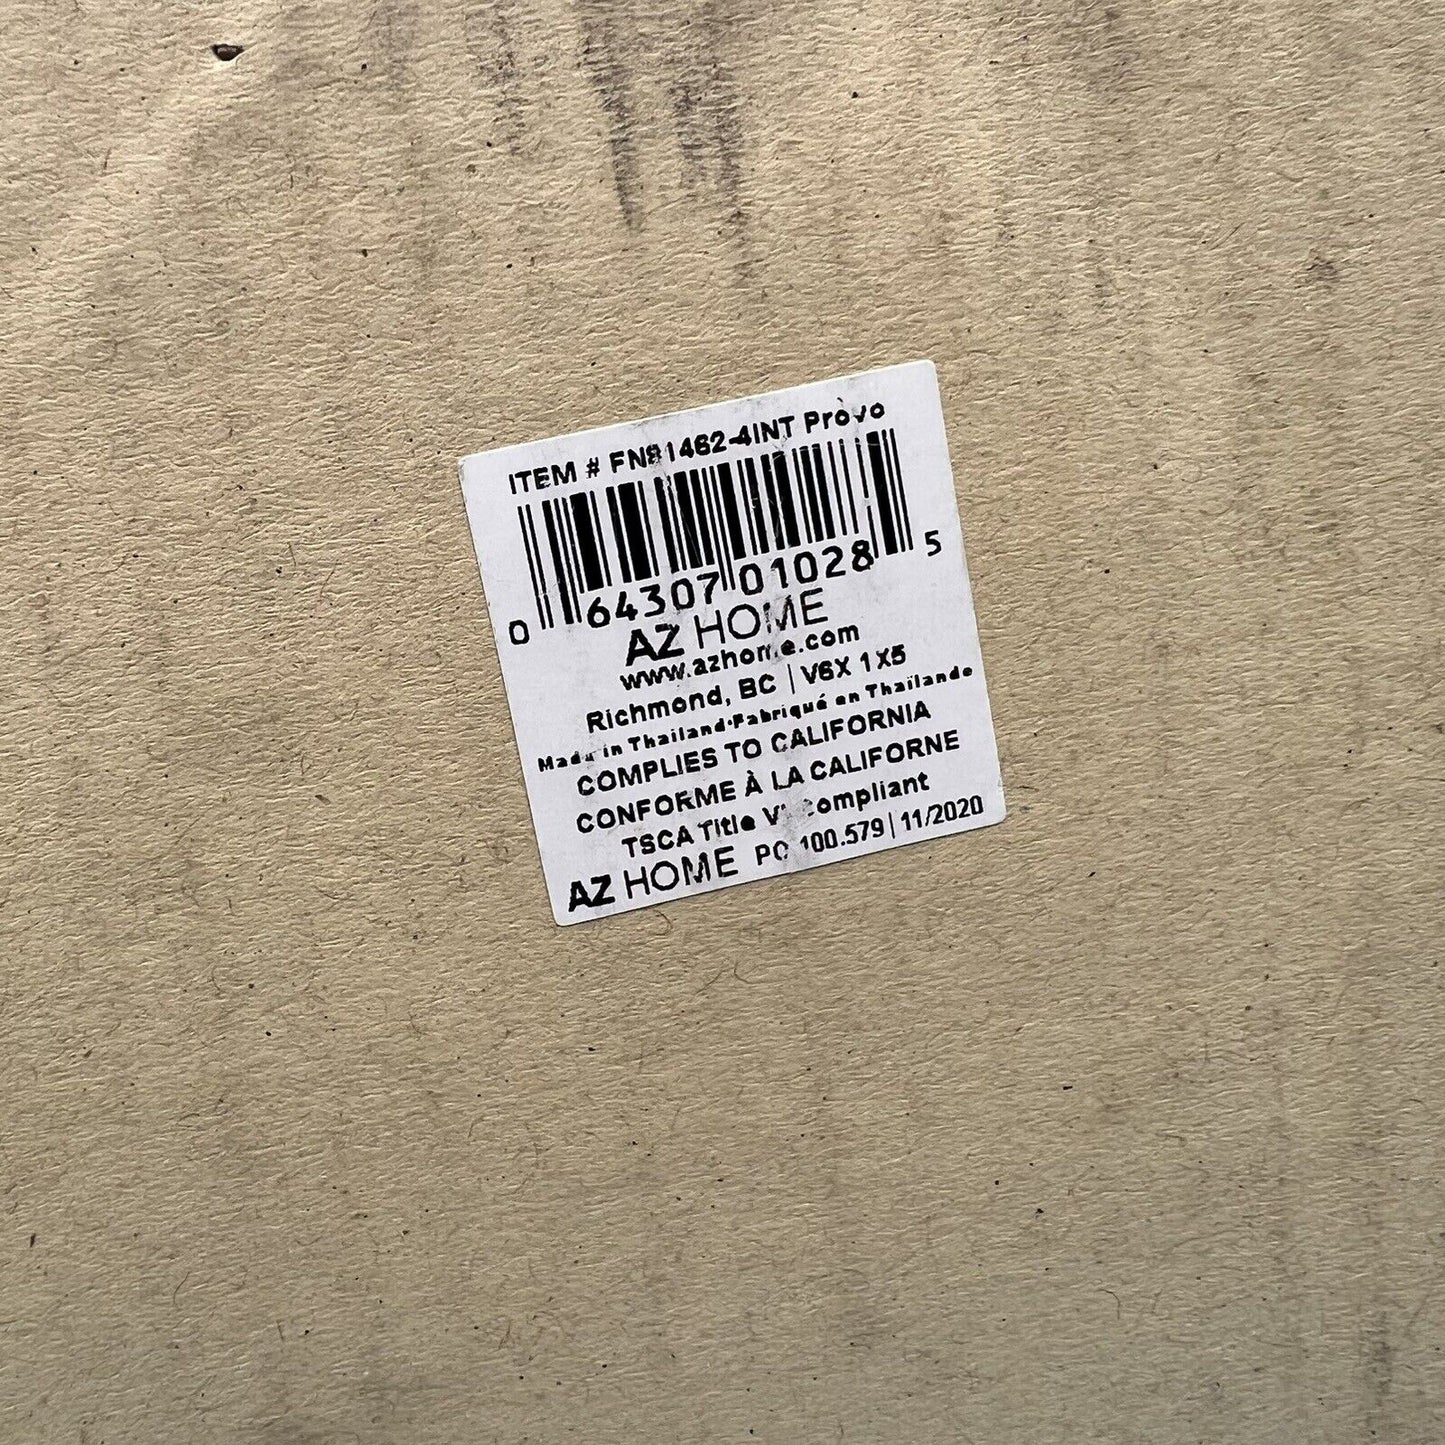 ITEM # FN81462-4INT Provo
0 64307 01028 5
AZ HOME
www.azhome.com
Richmond, BC | V6X 1X5
Made in Thailand·Fabriqué en Thaïlande
COMPLIES TO CALIFORNIA
CONFORME À LA CALIFORNE
TSCA Title VI Compliant
AZ HOME PO 100.579 | 11/2020